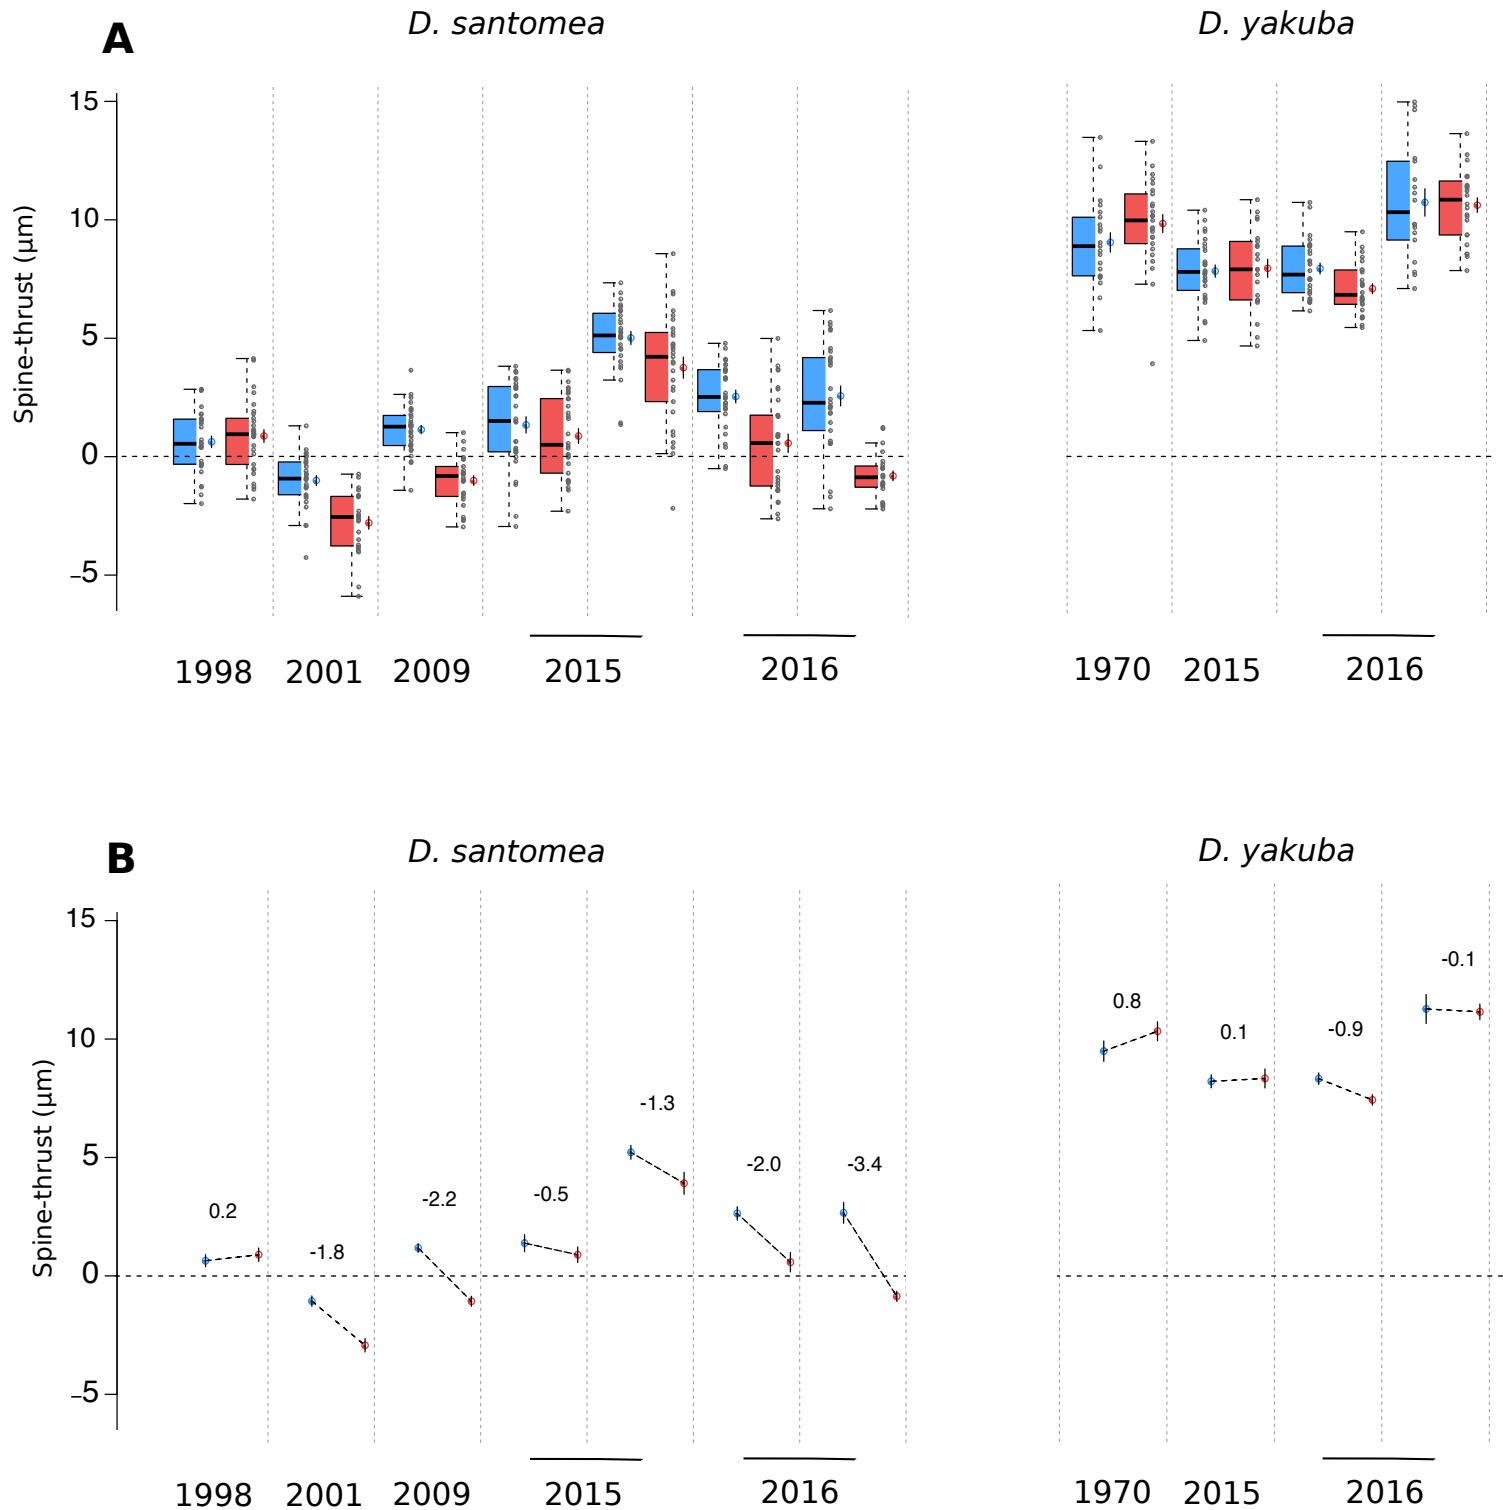 A
D. santomea
D. yakuba
Spine-thrust (µm)
15
10
5
0
–5
1998 2001 2009 2015 2016
1970 2015 2016
B
D. santomea
D. yakuba
Spine-thrust (µm)
15
10
5
0
–5
0.2
-1.8
-2.2
-0.5
-1.3
-2.0
-3.4
0.8
0.1
-0.9
-0.1
1998 2001 2009 2015 2016
1970 2015 2016